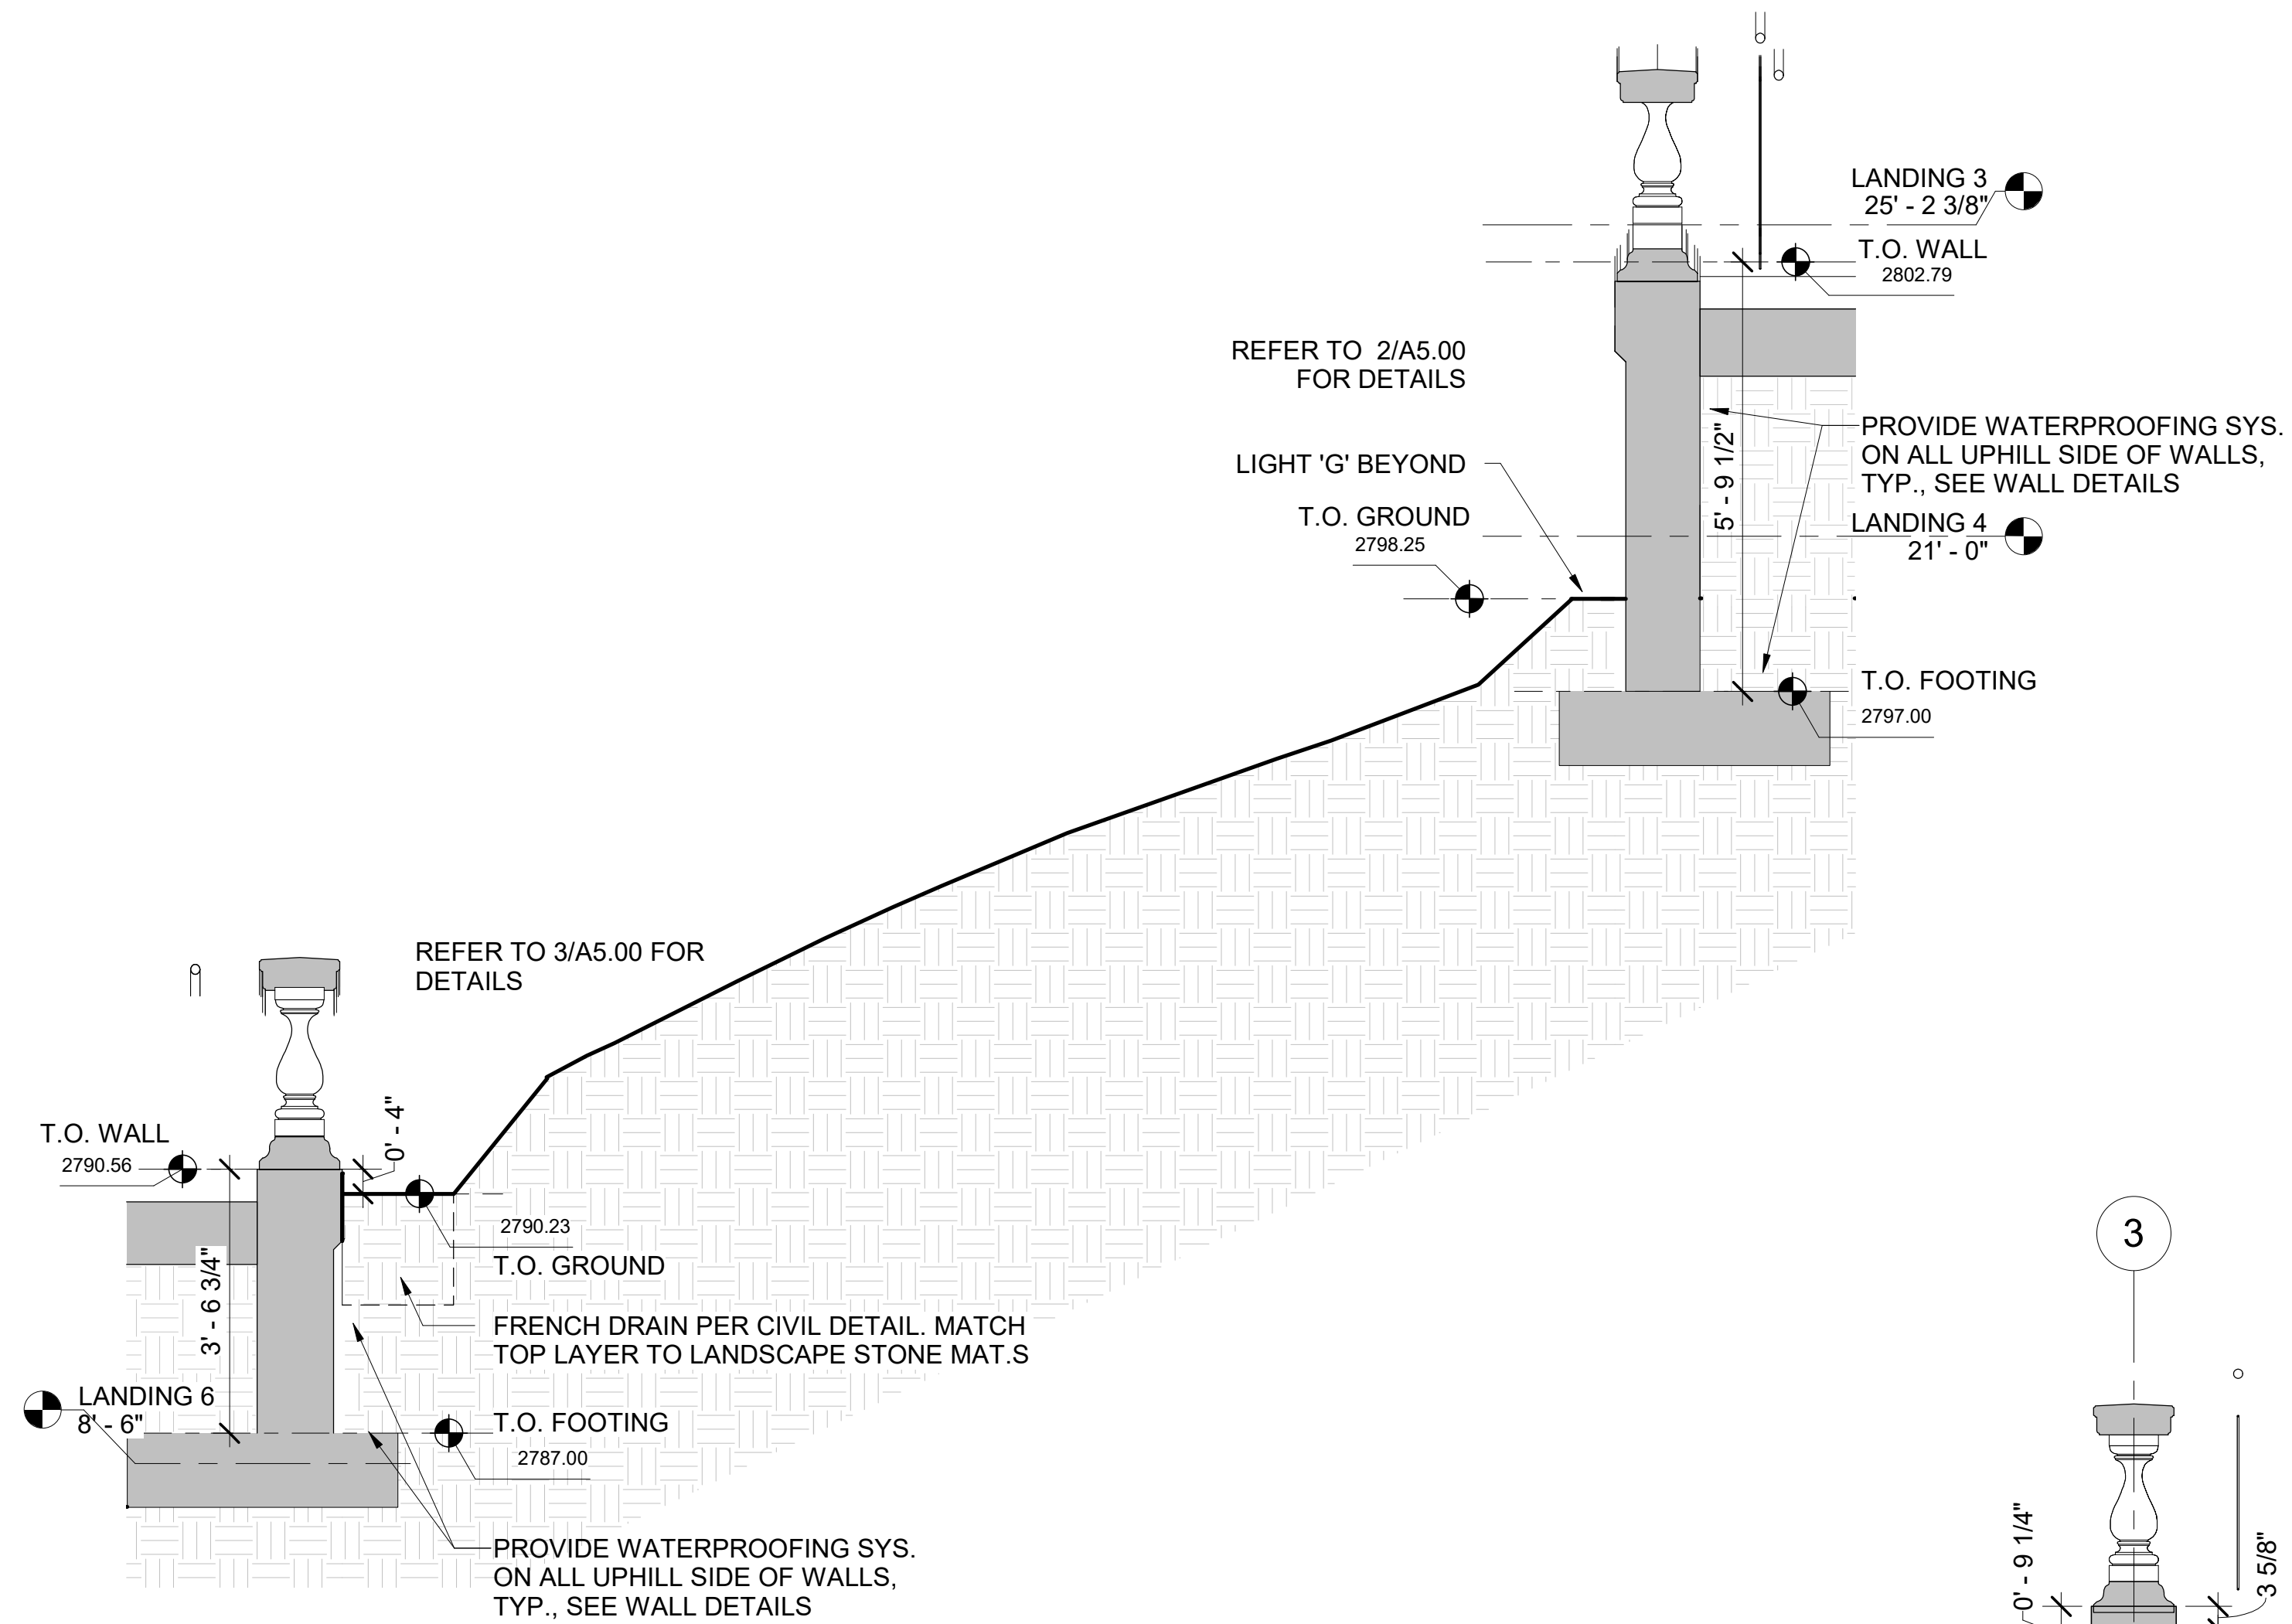 LANDING 3
25' - 2 3/8"
T.O. WALL
2802.79
REFER TO 2/A5.00
FOR DETAILS
PROVIDE WATERPROOFING SYS.
ON ALL UPHILL SIDE OF WALLS,
TYP., SEE WALL DETAILS
5' - 9 1/2"
LIGHT 'G' BEYOND
T.O. GROUND
2798.25
LANDING 4
21' - 0"
T.O. FOOTING
2797.00
REFER TO 3/A5.00 FOR
DETAILS
0' - 4"
T.O. WALL
2790.56
2790.23
T.O. GROUND
3' - 6 3/4"
FRENCH DRAIN PER CIVIL DETAIL. MATCH
TOP LAYER TO LANDSCAPE STONE MAT.S
LANDING 6
8' - 6"
T.O. FOOTING
2787.00
PROVIDE WATERPROOFING SYS.
ON ALL UPHILL SIDE OF WALLS,
TYP., SEE WALL DETAILS
3
0' - 9 1/4"
3 5/8"